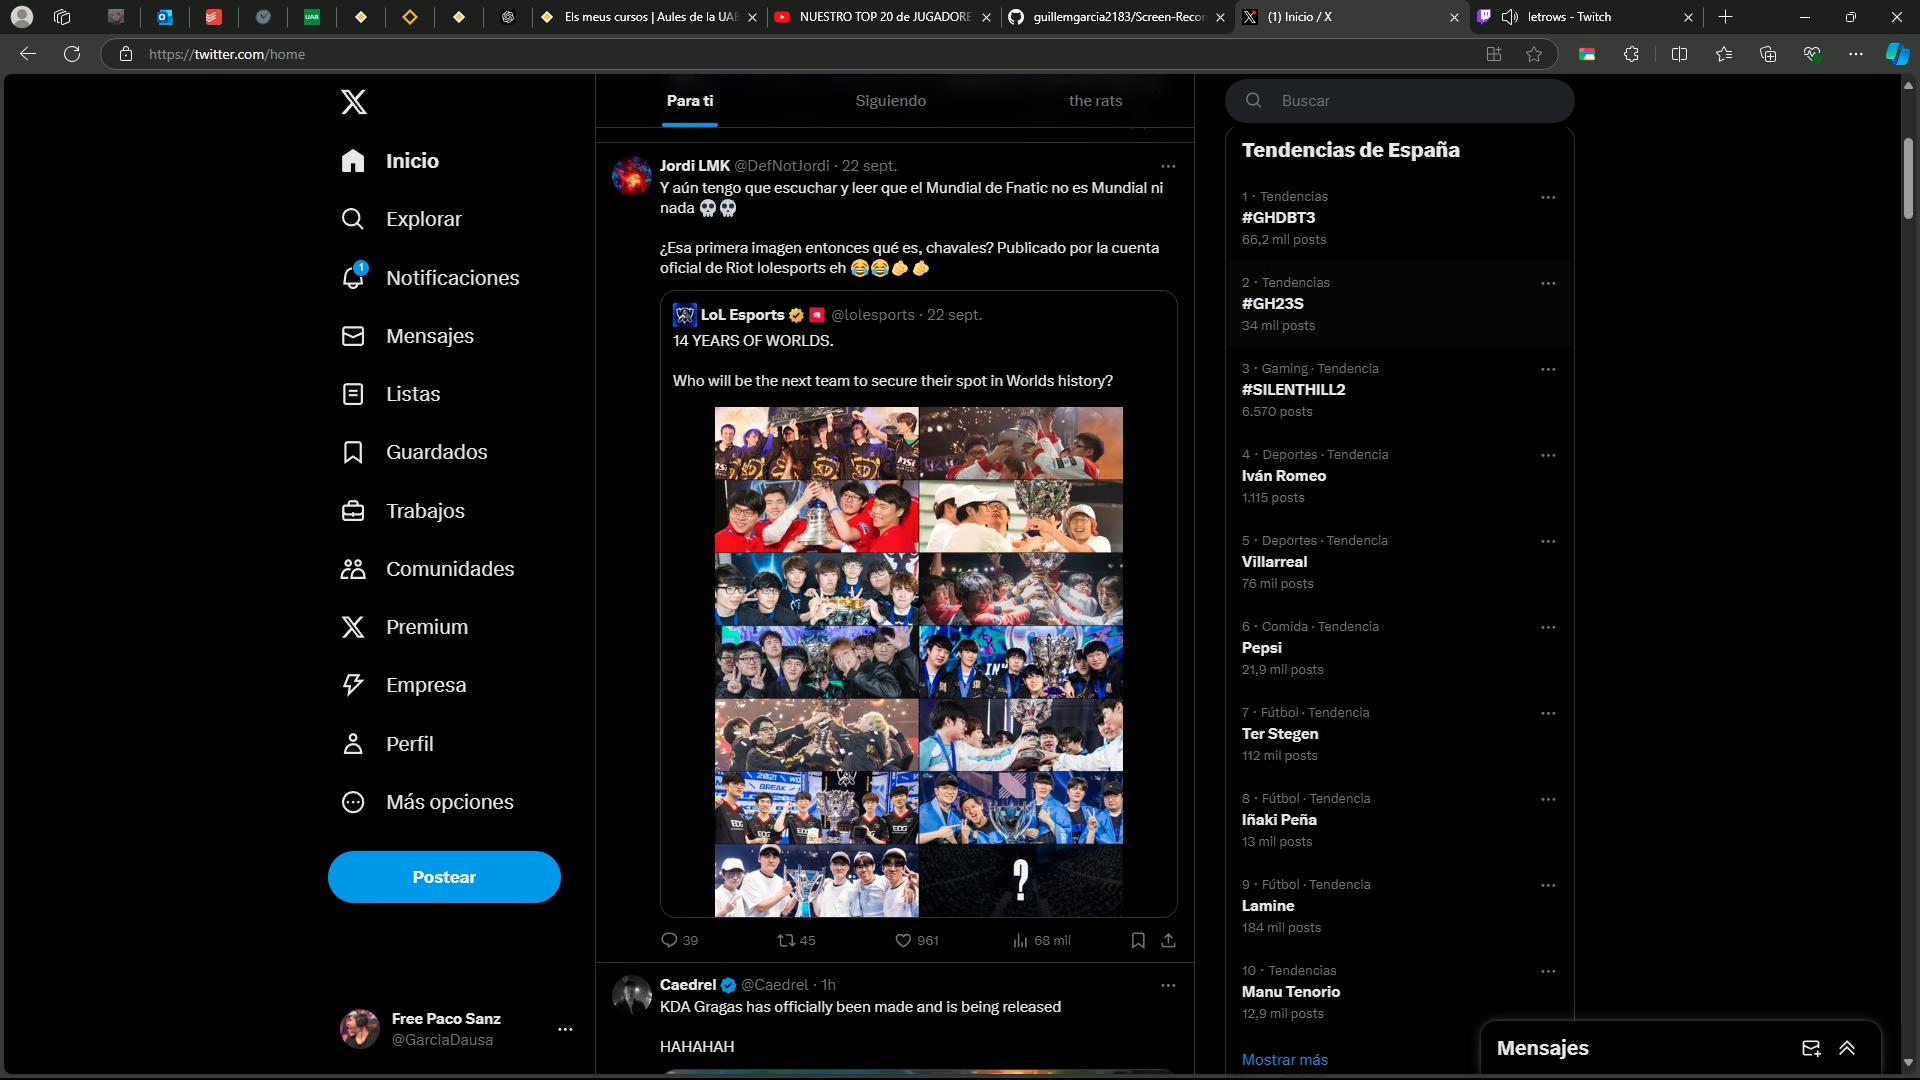 Els meus cursos | Aules de la UAB
NUESTRO TOP 20 de JUGADORE
guillemgarcia2183/Screen-Recor
(1) Inicio / X
letrows - Twitch
https://twitter.com/home
Inicio
Explorar
1
Notificaciones
Mensajes
Listas
Guardados
Trabajos
Comunidades
Premium
Empresa
Perfil
Más opciones
Postear
Free Paco Sanz
@GarciaDausa
Para ti
Siguiendo
the rats
Jordi LMK @DefNotJordi · 22 sept.
Y aún tengo que escuchar y leer que el Mundial de Fnatic no es Mundial ni
nada 💀💀
¿Esa primera imagen entonces qué es, chavales? Publicado por la cuenta
oficial de Riot lolesports eh 😂😂🫵🫵
LoL Esports @lolesports · 22 sept.
14 YEARS OF WORLDS.
Who will be the next team to secure their spot in Worlds history?
?
39
45
961
68 mil
Caedrel @Caedrel · 1h
KDA Gragas has officially been made and is being released
HAHAHAH
Buscar
Tendencias de España
1 · Tendencias
#GHDBT3
66,2 mil posts
2 · Tendencias
#GH23S
34 mil posts
3 · Gaming · Tendencia
#SILENTHILL2
6.570 posts
4 · Deportes · Tendencia
Iván Romeo
1.115 posts
5 · Deportes · Tendencia
Villarreal
76 mil posts
6 · Comida · Tendencia
Pepsi
21,9 mil posts
7 · Fútbol · Tendencia
Ter Stegen
112 mil posts
8 · Fútbol · Tendencia
Iñaki Peña
13 mil posts
9 · Fútbol · Tendencia
Lamine
184 mil posts
10 · Tendencias
Manu Tenorio
12,9 mil posts
Mostrar más
Mensajes